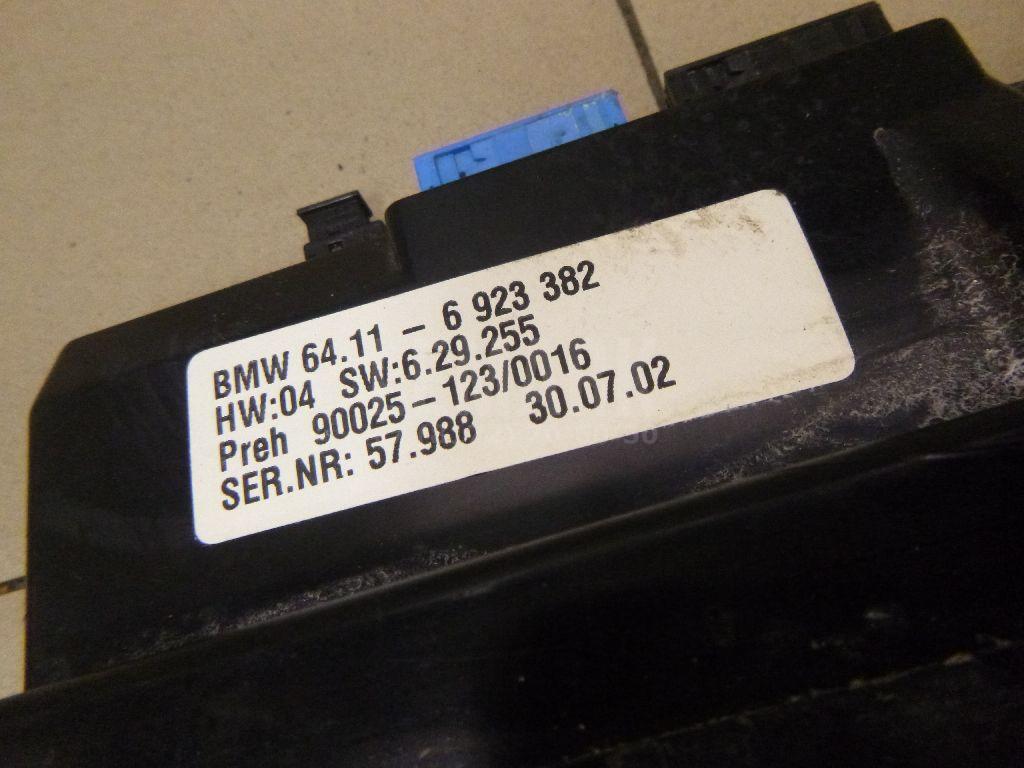 BMW 64.11 - 6 923 382
HW:04 SW:6.29.255
Preh 90025-123/0016
SER.NR: 57.988 30.07.02